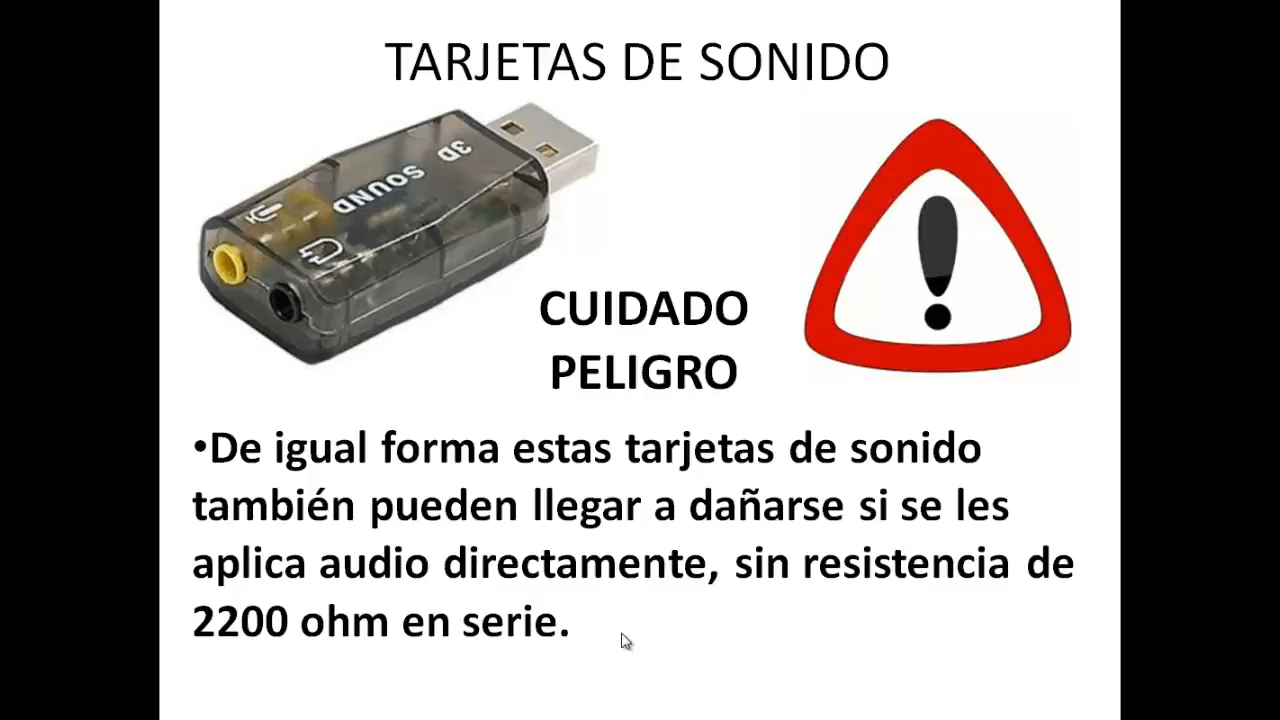 TARJETAS DE SONIDO
3D
SOUND
CUIDADO
PELIGRO
•De igual forma estas tarjetas de sonido
también pueden llegar a dañarse si se les
aplica audio directamente, sin resistencia de
2200 ohm en serie.